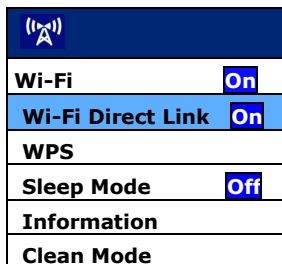 Wi-Fi On
Wi-Fi Direct Link On
WPS
Sleep Mode Off
Information
Clean Mode